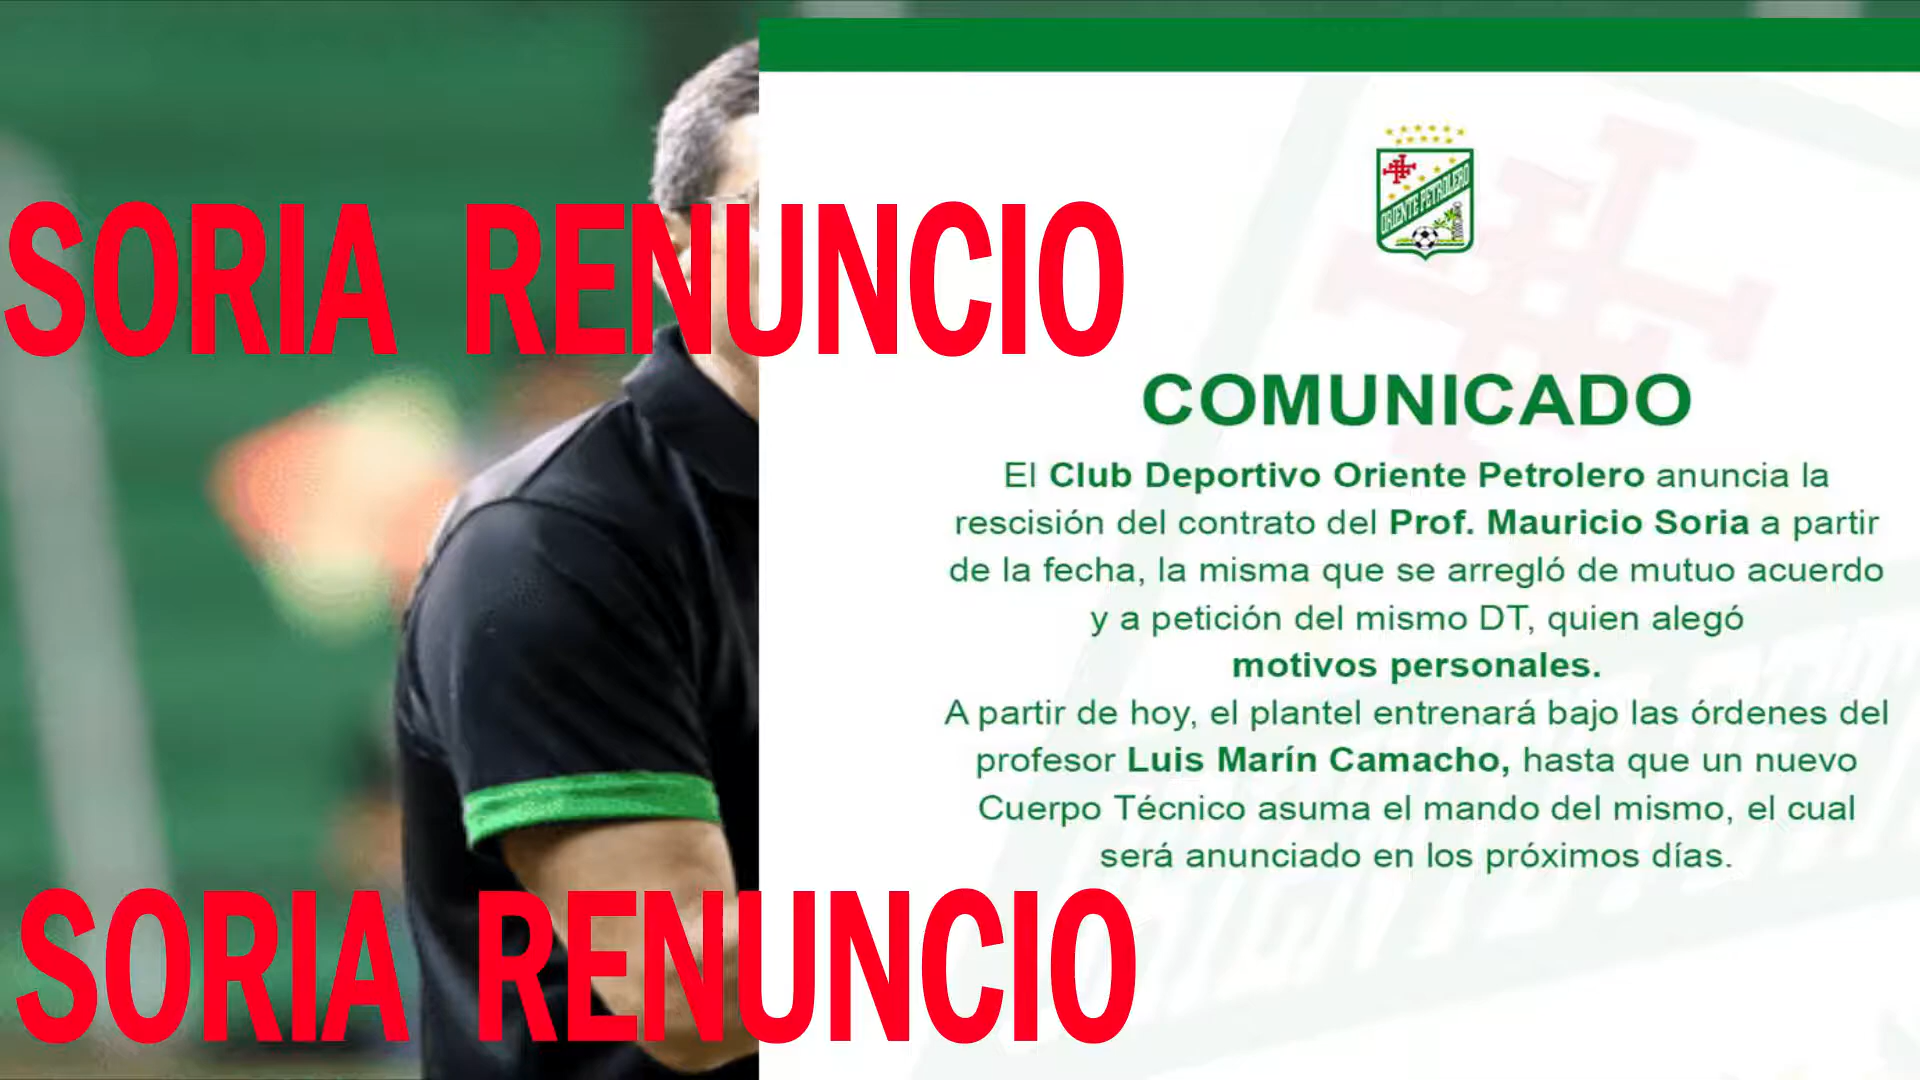 ORIENTE PETROLERO
SORIA RENUNCIO
COMUNICADO
El Club Deportivo Oriente Petrolero anuncia la
rescisión del contrato del Prof. Mauricio Soria a partir
de la fecha, la misma que se arregló de mutuo acuerdo
y a petición del mismo DT, quien alegó
motivos personales.
A partir de hoy, el plantel entrenará bajo las órdenes del
profesor Luis Marín Camacho, hasta que un nuevo
Cuerpo Técnico asuma el mando del mismo, el cual
será anunciado en los próximos días.
SORIA RENUNCIO